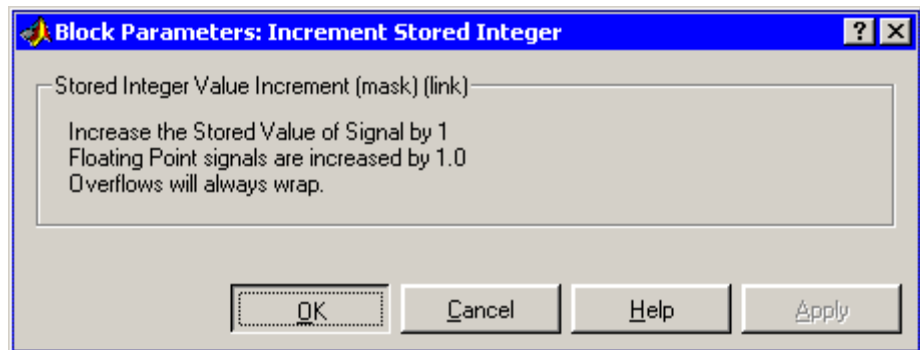 Block Parameters: Increment Stored Integer
Stored Integer Value Increment (mask) (link)
Increase the Stored Value of Signal by 1
Floating Point signals are increased by 1.0
Overflows will always wrap.
OK Cancel Help Apply